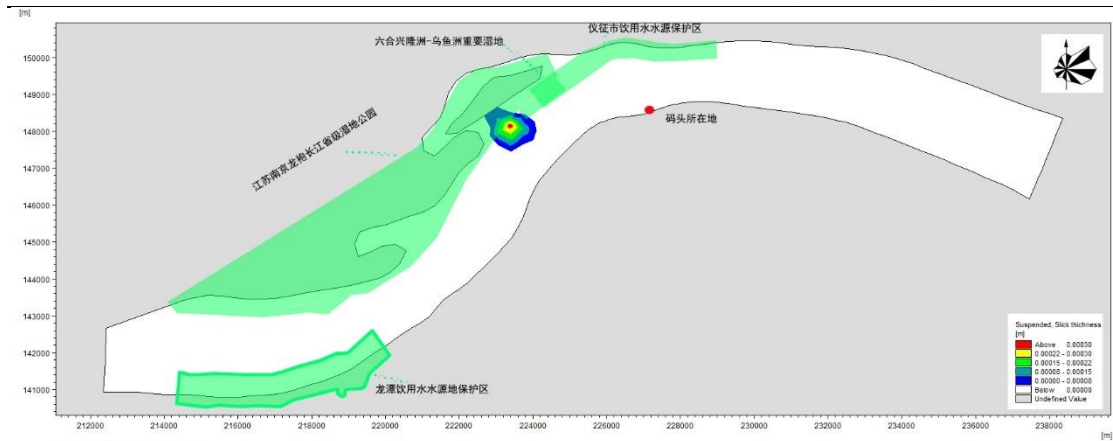 [m]
仪征市饮用水水源保护区
六合兴隆洲-乌鱼洲重要湿地
江苏南京龙袍长江省级湿地公园
码头所在地
龙潭饮用水水源地保护区
150000
149000
148000
147000
146000
145000
144000
143000
142000
141000
212000 214000 216000 218000 220000 222000 224000 226000 228000 230000 232000 234000 236000 238000
[m]
Suspended, Slick thickness
[m]
Above 0.00030
0.00022 - 0.00030
0.00015 - 0.00022
0.00008 - 0.00015
0.00000 - 0.00008
Below 0.00000
Undefined Value